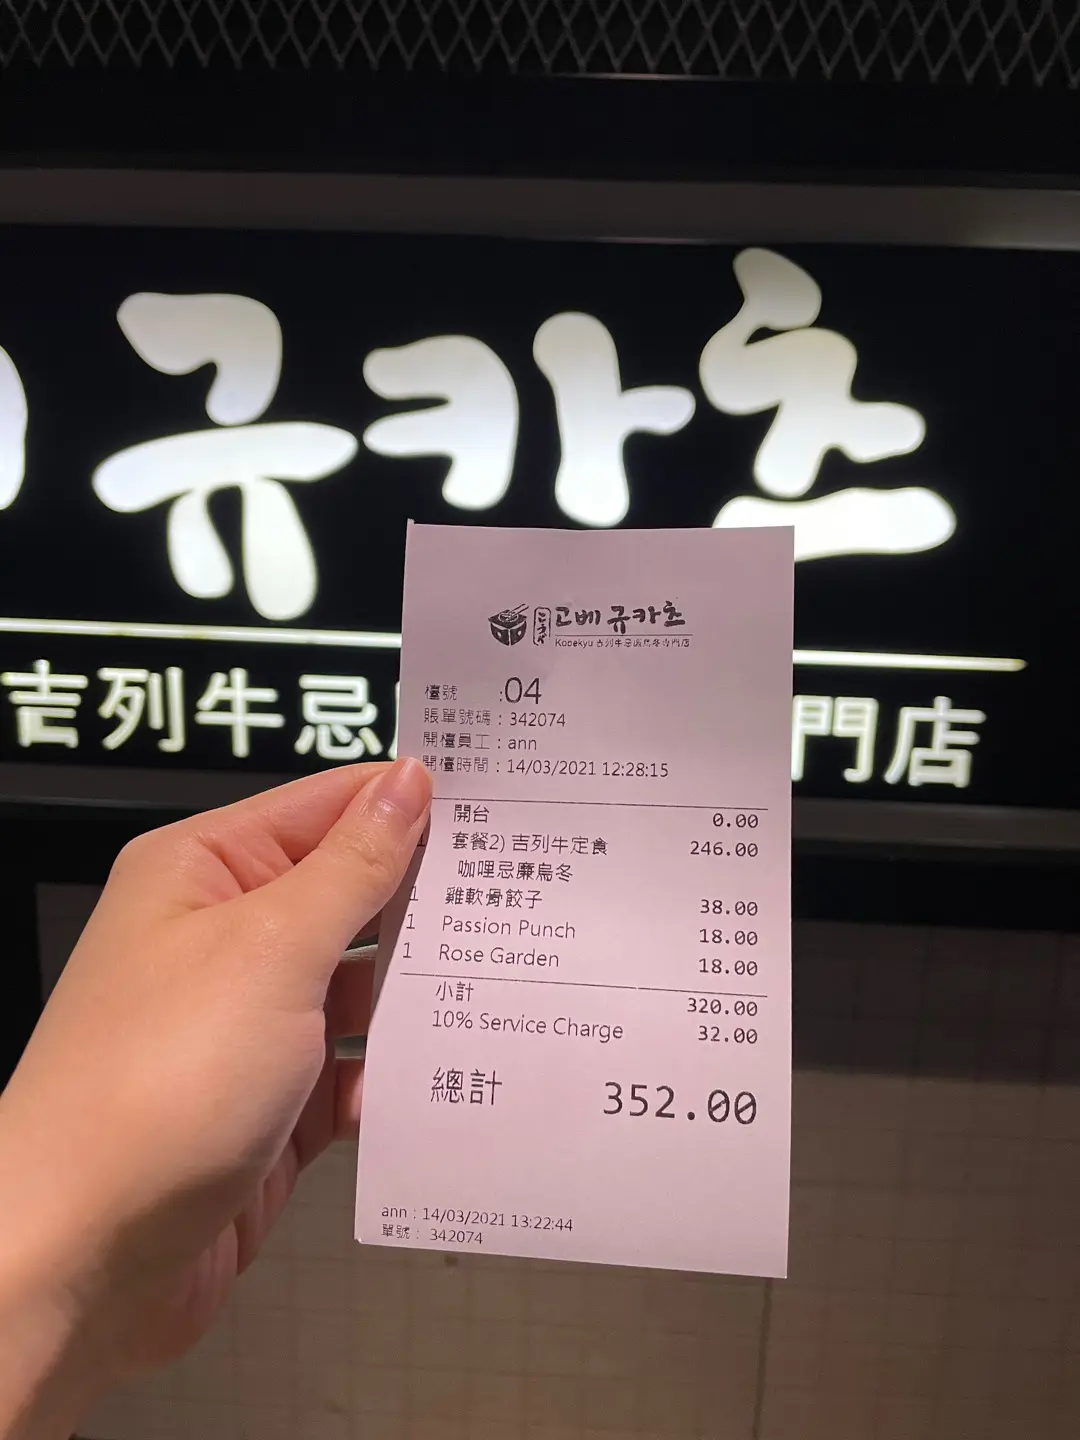 규카초
吉列牛忌
門店
고베 규카초
Kobekyu 吉列牛忌廉烏冬専門店
檯號 :04
賬單號碼 : 342074
開檯員工 : ann
開檯時間 : 14/03/2021 12:28:15
開台 0.00
1 套餐2) 吉列牛定食 246.00
咖哩忌廉烏冬
1 雞軟骨餃子 38.00
1 Passion Punch 18.00
1 Rose Garden 18.00
小計 320.00
10% Service Charge 32.00
總計 352.00
ann : 14/03/2021 13:22:44
單號 : 342074